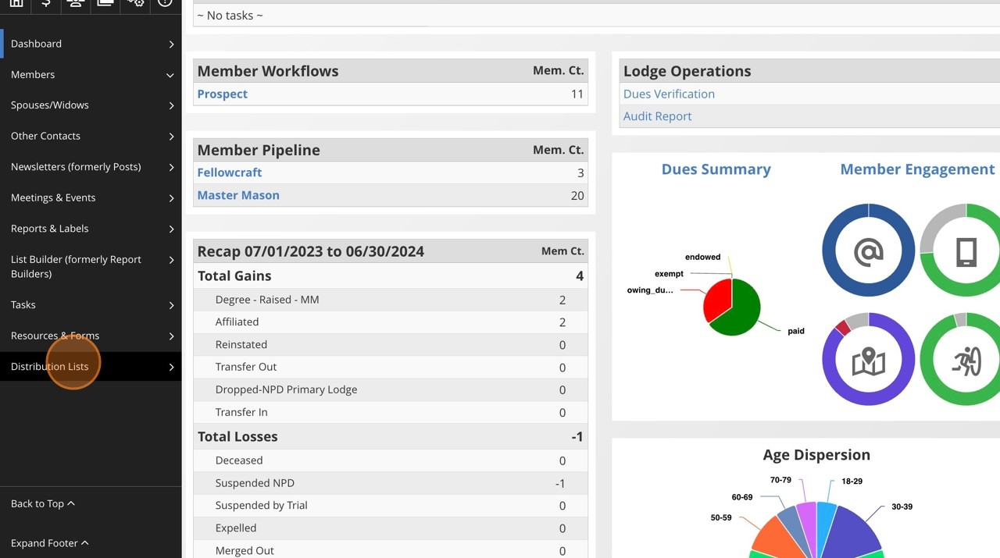 Dashboard
Members
Spouses/Widows
Other Contacts
Newsletters (formerly Posts)
Meetings & Events
Reports & Labels
List Builder (formerly Report
Builders)
Tasks
Resources & Forms
Distribution Lists
Back to Top
Expand Footer
~ No tasks ~
Member Workflows Mem. Ct.
Prospect 11
Member Pipeline Mem. Ct.
Fellowcraft 3
Master Mason 20
Recap 07/01/2023 to 06/30/2024 Mem Ct.
Total Gains 4
Degree - Raised - MM 2
Affiliated 2
Reinstated 0
Transfer Out 0
Dropped-NPD Primary Lodge 0
Transfer In 0
Total Losses -1
Deceased 0
Suspended NPD -1
Suspended by Trial 0
Expelled 0
Merged Out 0
Lodge Operations
Dues Verification
Audit Report
Dues Summary
endowed
exempt
owing_du...
paid
Member Engagement
Age Dispersion
70-79
18-29
60-69
30-39
50-59